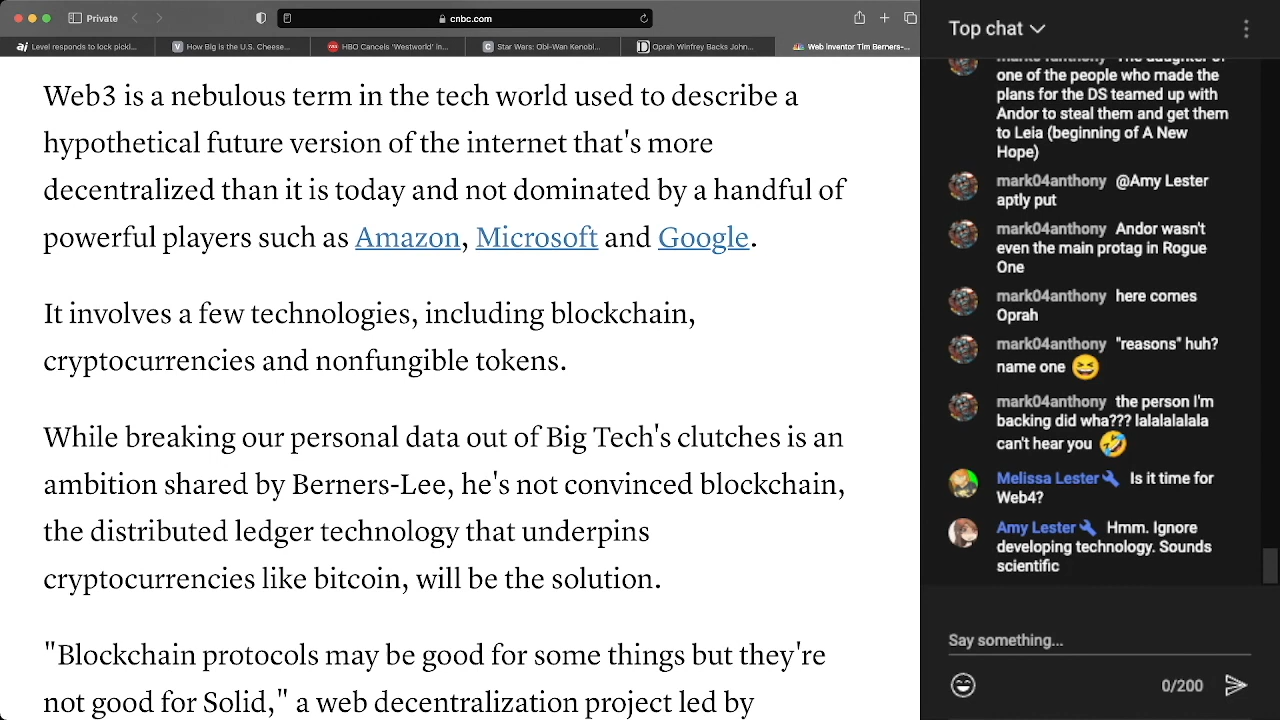 Private
cnbc.com
Level responds to lock pickl...
How Big is the U.S. Cheese...
HBO Cancels 'Westworld' in...
Star Wars: Obi-Wan Kenobi...
Oprah Winfrey Backs John...
Web inventor Tim Berners-...
Web3 is a nebulous term in the tech world used to describe a
hypothetical future version of the internet that's more
decentralized than it is today and not dominated by a handful of
powerful players such as Amazon, Microsoft and Google.
It involves a few technologies, including blockchain,
cryptocurrencies and nonfungible tokens.
While breaking our personal data out of Big Tech's clutches is an
ambition shared by Berners-Lee, he's not convinced blockchain,
the distributed ledger technology that underpins
cryptocurrencies like bitcoin, will be the solution.
"Blockchain protocols may be good for some things but they're
not good for Solid," a web decentralization project led by
Top chat
mark04anthony The daughter of
one of the people who made the
plans for the DS teamed up with
Andor to steal them and get them
to Leia (beginning of A New
Hope)
mark04anthony @Amy Lester
aptly put
mark04anthony Andor wasn't
even the main protag in Rogue
One
mark04anthony here comes
Oprah
mark04anthony "reasons" huh?
name one 😆
mark04anthony the person I'm
backing did wha??? lalalalalala
can't hear you 🤣
Melissa Lester Is it time for
Web4?
Amy Lester Hmm. Ignore
developing technology. Sounds
scientific
Say something...
0/200